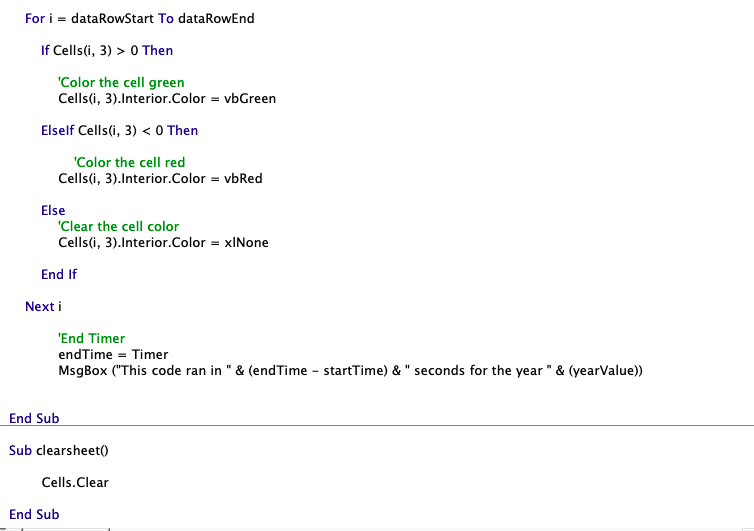 For i = dataRowStart To dataRowEnd
If Cells(i, 3) > 0 Then
'Color the cell green
Cells(i, 3).Interior.Color = vbGreen
ElseIf Cells(i, 3) < 0 Then
'Color the cell red
Cells(i, 3).Interior.Color = vbRed
Else
'Clear the cell color
Cells(i, 3).Interior.Color = xlNone
End If
Next i
'End Timer
endTime = Timer
MsgBox ("This code ran in " & (endTime - startTime) & " seconds for the year " & (yearValue))
End Sub
Sub clearsheet()
Cells.Clear
End Sub